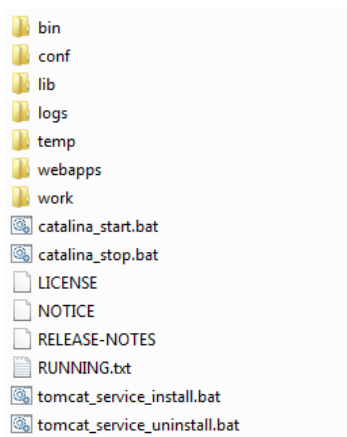 bin
conf
lib
logs
temp
webapps
work
catalina_start.bat
catalina_stop.bat
LICENSE
NOTICE
RELEASE-NOTES
RUNNING.txt
tomcat_service_install.bat
tomcat_service_uninstall.bat